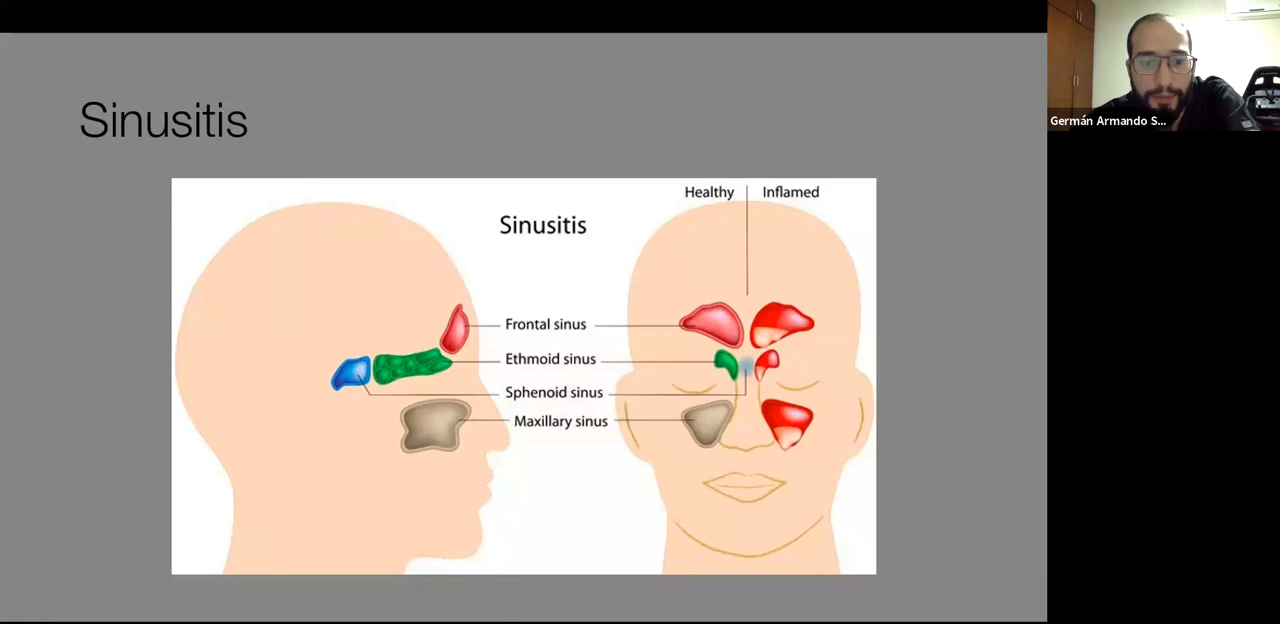 Sinusitis
Healthy
Inflamed
Sinusitis
Frontal sinus
Ethmoid sinus
Sphenoid sinus
Maxillary sinus
Germán Armando S...